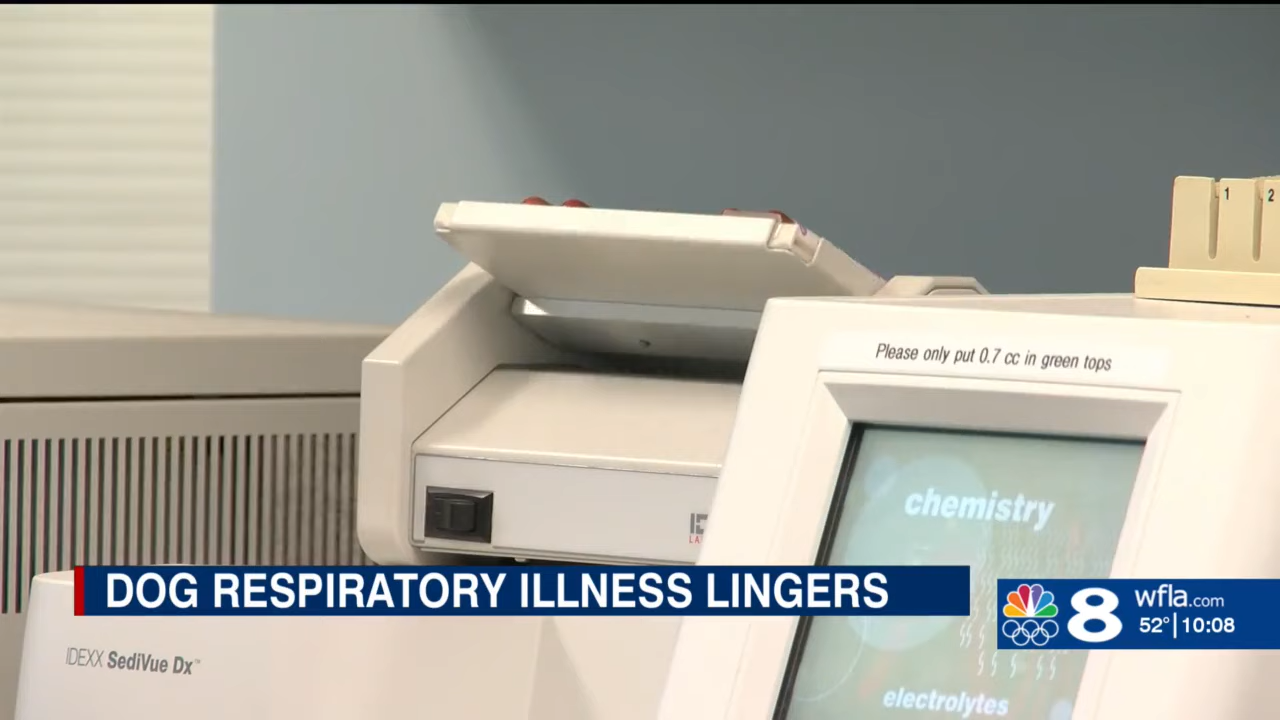 1 2
Please only put 0.7 cc in green tops
chemistry
DOG RESPIRATORY ILLNESS LINGERS
8
wfla.com
52° 10:08
IDEXX SediVue Dx™
electrolytes